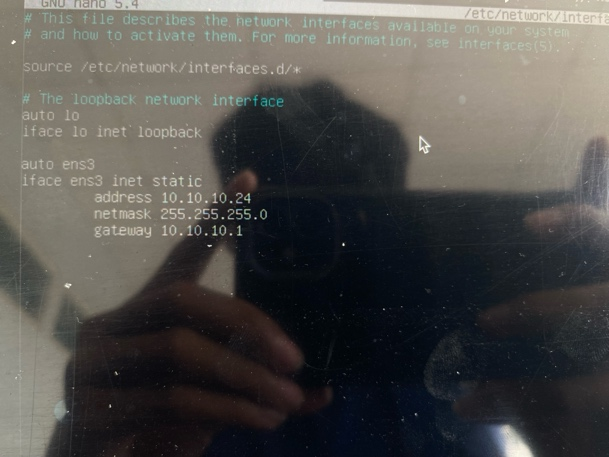 GNU nano 5.4
/etc/network/interfa
# This file describes the network interfaces available on your system
# and how to activate them. For more information, see interfaces(5).
source /etc/network/interfaces.d/*
# The loopback network interface
auto lo
iface lo inet loopback
auto ens3
iface ens3 inet static
address 10.10.10.24
netmask 255.255.255.0
gateway 10.10.10.1